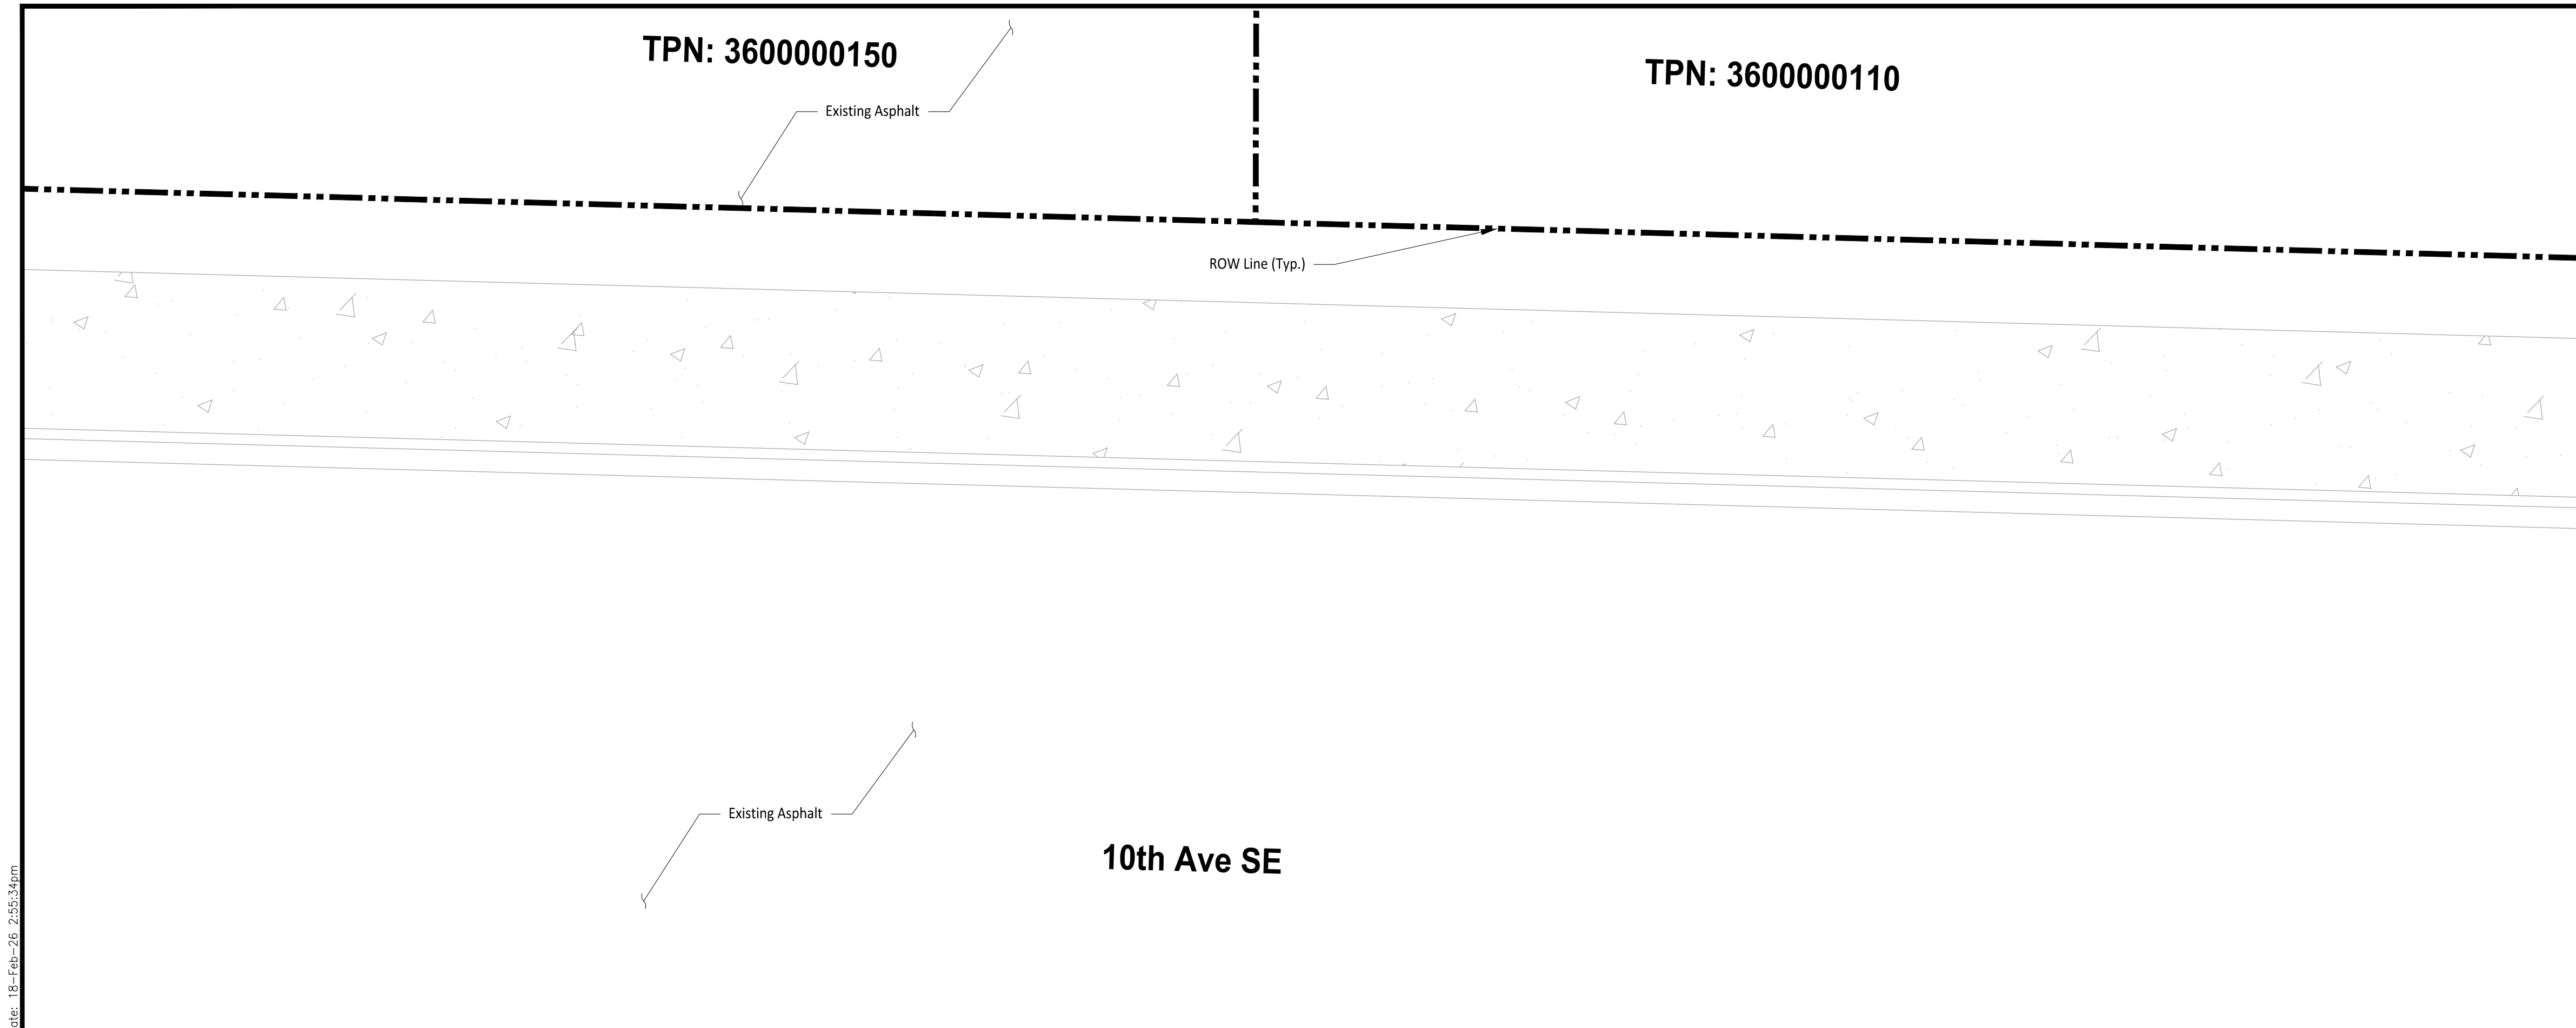 TPN: 3600000150
TPN: 3600000110
Existing Asphalt
ROW Line (Typ.)
Existing Asphalt
10th Ave SE
18-Feb-26 2:55:34pm